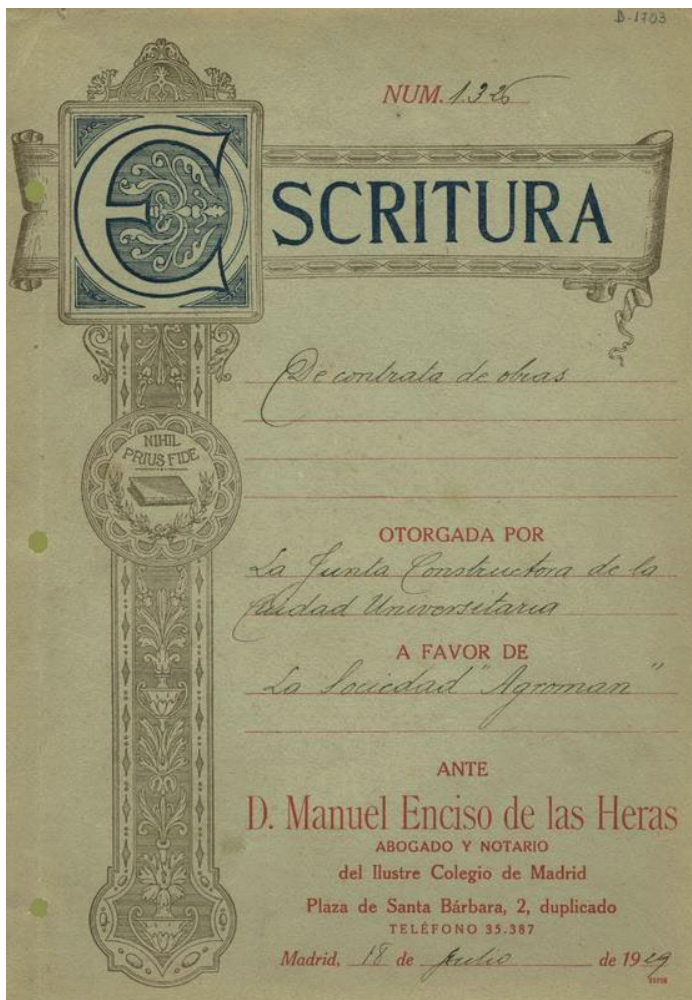 D-1703
NUM. 1.326
ESCRITURA
De contrata de obras
NIHIL
PRIUS FIDE
OTORGADA POR
La Junta Constructora de la
Ciudad Universitaria
A FAVOR DE
La Sociedad "Agroman"
ANTE
D. Manuel Enciso de las Heras
ABOGADO Y NOTARIO
del Ilustre Colegio de Madrid
Plaza de Santa Bárbara, 2, duplicado
TELÉFONO 35.387
Madrid, 18 de Julio de 1929